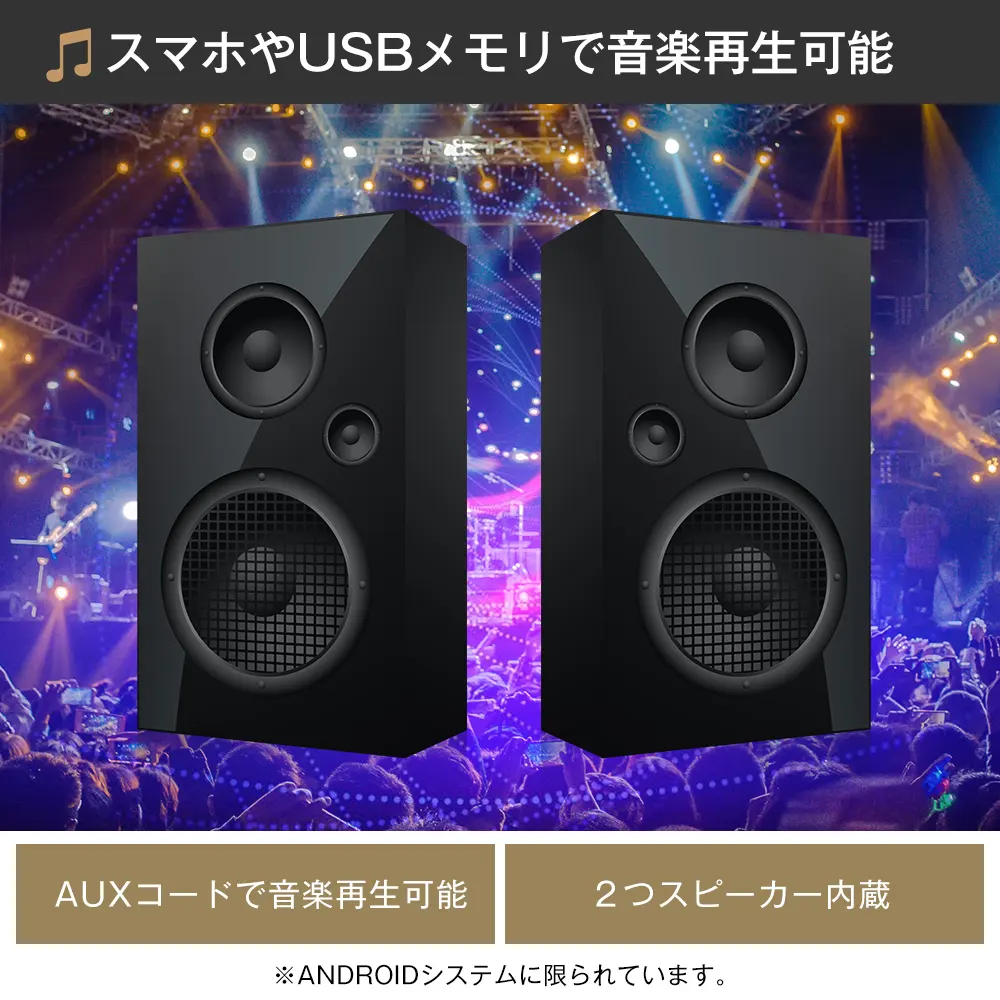 スマホやUSBメモリで音楽再生可能
AUXコードで音楽再生可能
２つスピーカー内蔵
※ANDROIDシステムに限られています。